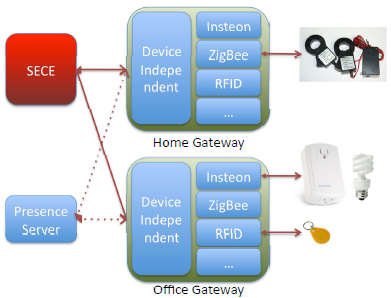 SECE
Device
Indepe
ndent
Insteon
ZigBee
RFID
...
Home Gateway
Presence
Server
Device
Indepe
ndent
Insteon
ZigBee
RFID
...
Office Gateway